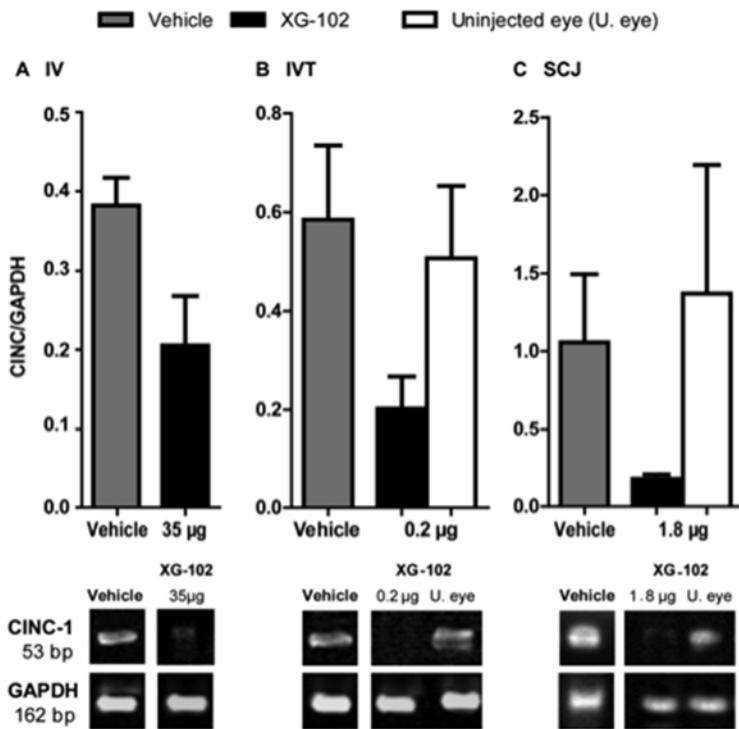 Vehicle XG-102 Uninjected eye (U. eye)
A IV
B IVT
C SCJ
CINC/GAPDH
0.5
0.4
0.3
0.2
0.1
0.0
Vehicle 35 µg
0.8
0.6
0.4
0.2
0.0
Vehicle 0.2 µg
2.5
2.0
1.5
1.0
0.5
0.0
Vehicle 1.8 µg
XG-102 XG-102 XG-102
Vehicle 35µg Vehicle 0.2 µg U. eye Vehicle 1.8 µg U. eye
CINC-1
53 bp
GAPDH
162 bp